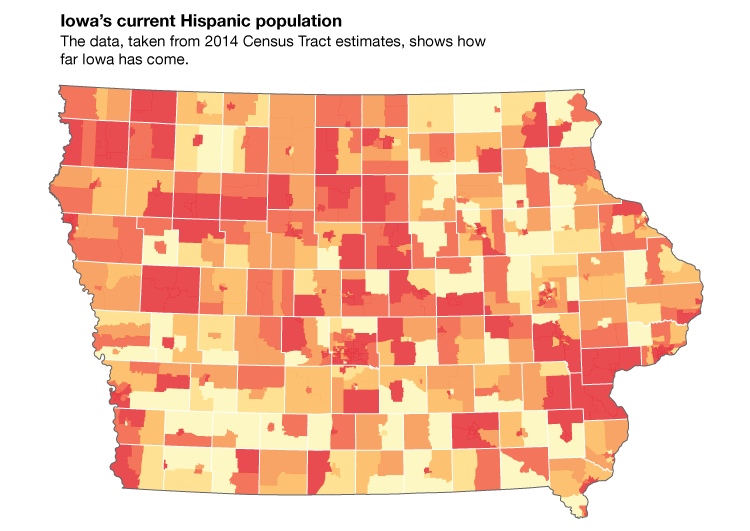 Iowa's current Hispanic population
The data, taken from 2014 Census Tract estimates, shows how
far Iowa has come.